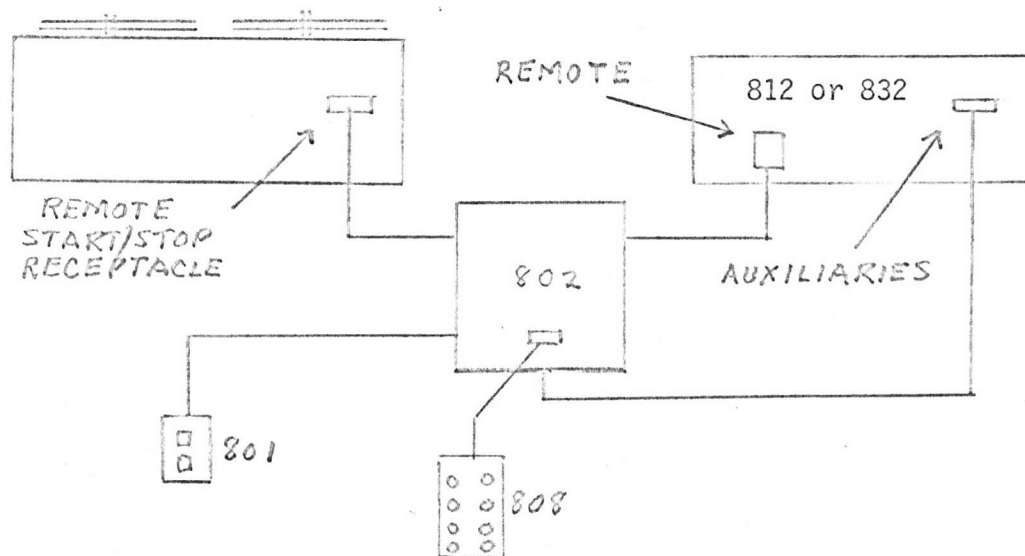 REMOTE
812 or 832
REMOTE
START/STOP
RECEPTACLE
802
AUXILIARIES
801
808